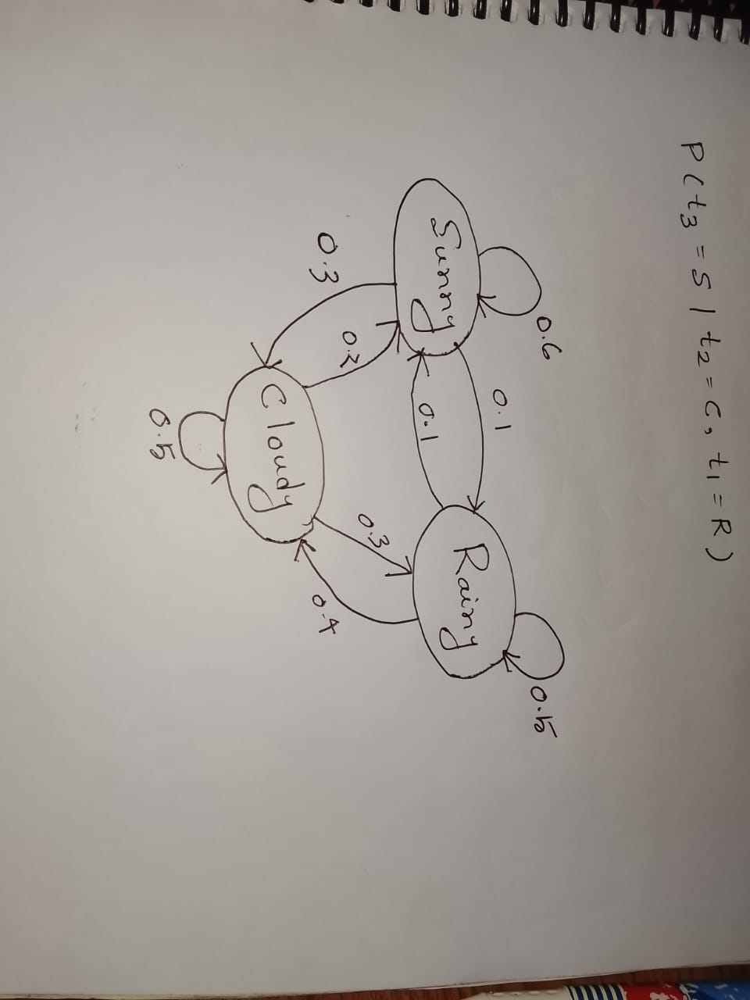 P(t3 = S | t2 = C, t1 = R)
0.6
0.1
0.5
Sunny
Rainy
0.1
0.2
0.3
0.3
0.4
Cloudy
0.5